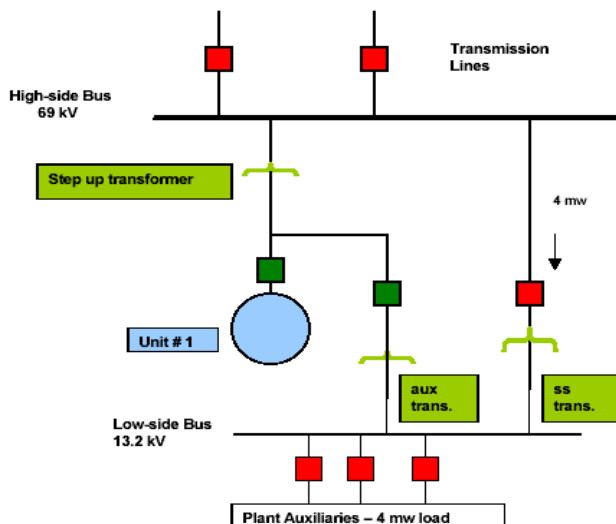 Transmission
Lines
High-side Bus
69 kV
Step up transformer
4 mw
Unit # 1
aux
trans.
ss
trans.
Low-side Bus
13.2 kV
Plant Auxiliaries – 4 mw load